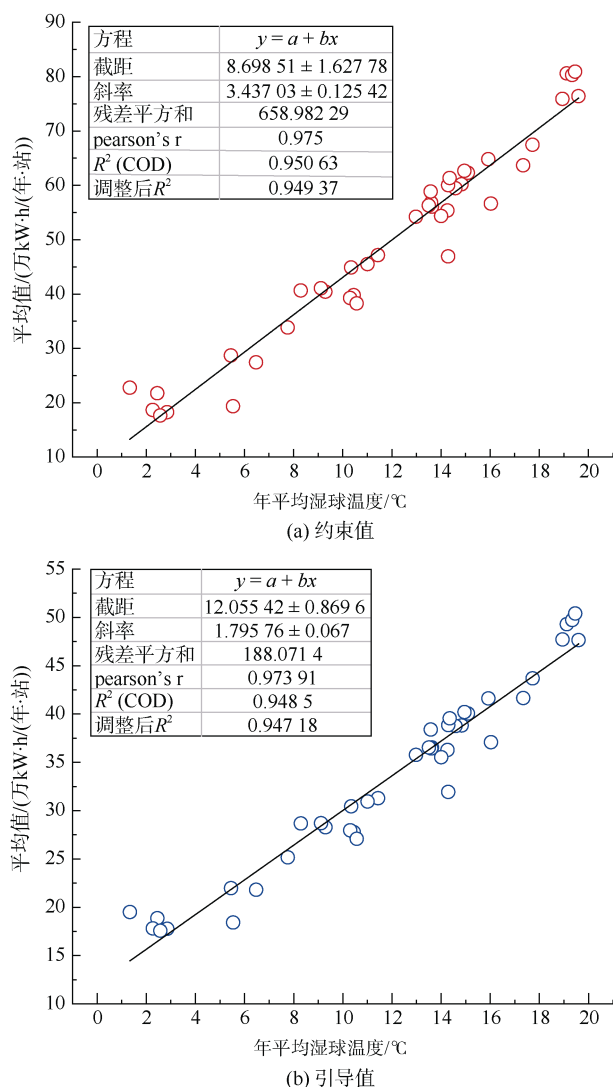 方程 y = a + bx
截距 8.698 51 ± 1.627 78
斜率 3.437 03 ± 0.125 42
残差平方和 658.982 29
pearson's r 0.975
R² (COD) 0.950 63
调整后R² 0.949 37
90
80
70
60
50
40
30
20
10
平均值/(万kW·h/(年·站))
0 2 4 6 8 10 12 14 16 18 20
年平均湿球温度/℃
(a) 约束值
方程 y = a + bx
截距 12.055 42 ± 0.869 6
斜率 1.795 76 ± 0.067
残差平方和 188.071 4
pearson's r 0.973 91
R² (COD) 0.948 5
调整后R² 0.947 18
55
50
45
40
35
30
25
20
15
10
平均值/(万kW·h/(年·站))
0 2 4 6 8 10 12 14 16 18 20
年平均湿球温度/℃
(b) 引导值